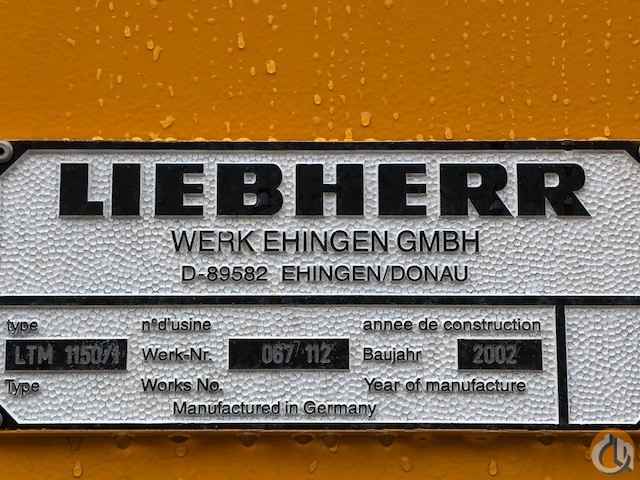 LIEBHERR
WERK EHINGEN GMBH
D-89582 EHINGEN/DONAU
type n°d'usine annee de construction
LTM 1150/1 Werk-Nr. 067 112 Baujahr 2002
Type Works No. Year of manufacture
Manufactured in Germany